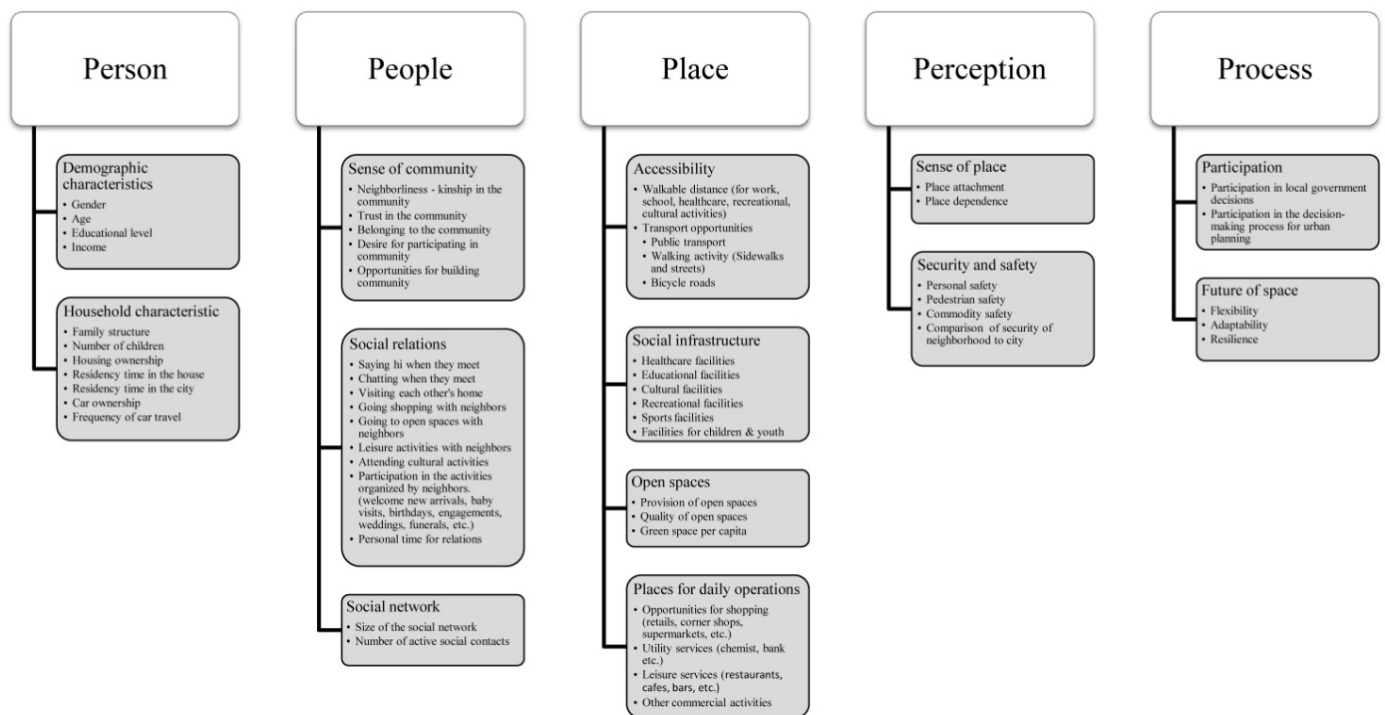 Person
Demographic
characteristics
• Gender
• Age
• Educational level
• Income
Household characteristic
• Family structure
• Number of children
• Housing ownership
• Residency time in the house
• Residency time in the city
• Car ownership
• Frequency of car travel
People
Sense of community
• Neighborliness - kinship in the
community
• Trust in the community
• Belonging to the community
• Desire for participating in
community
• Opportunities for building
community
Social relations
• Saying hi when they meet
• Chatting when they meet
• Visiting each other's home
• Going shopping with neighbors
• Going to open spaces with
neighbors
• Leisure activities with neighbors
• Attending cultural activities
• Participation in the activities
organized by neighbors.
(welcome new arrivals, baby
visits, birthdays, engagements,
weddings, funerals, etc.)
• Personal time for relations
Social network
• Size of the social network
• Number of active social contacts
Place
Accessibility
• Walkable distance (for work,
school, healthcare, recreational,
cultural activities)
• Transport opportunities
• Public transport
• Walking activity (Sidewalks
and streets)
• Bicycle roads
Social infrastructure
• Healthcare facilities
• Educational facilities
• Cultural facilities
• Recreational facilities
• Sports facilities
• Facilities for children & youth
Open spaces
• Provision of open spaces
• Quality of open spaces
• Green space per capita
Places for daily operations
• Opportunities for shopping
(retails, corner shops,
supermarkets, etc.)
• Utility services (chemist, bank
etc.)
• Leisure services (restaurants,
cafes, bars, etc.)
• Other commercial activities
Perception
Sense of place
• Place attachment
• Place dependence
Security and safety
• Personal safety
• Pedestrian safety
• Commodity safety
• Comparison of security of
neighborhood to city
Process
Participation
• Participation in local government
decisions
• Participation in the decision-
making process for urban
planning
Future of space
• Flexibility
• Adaptability
• Resilience